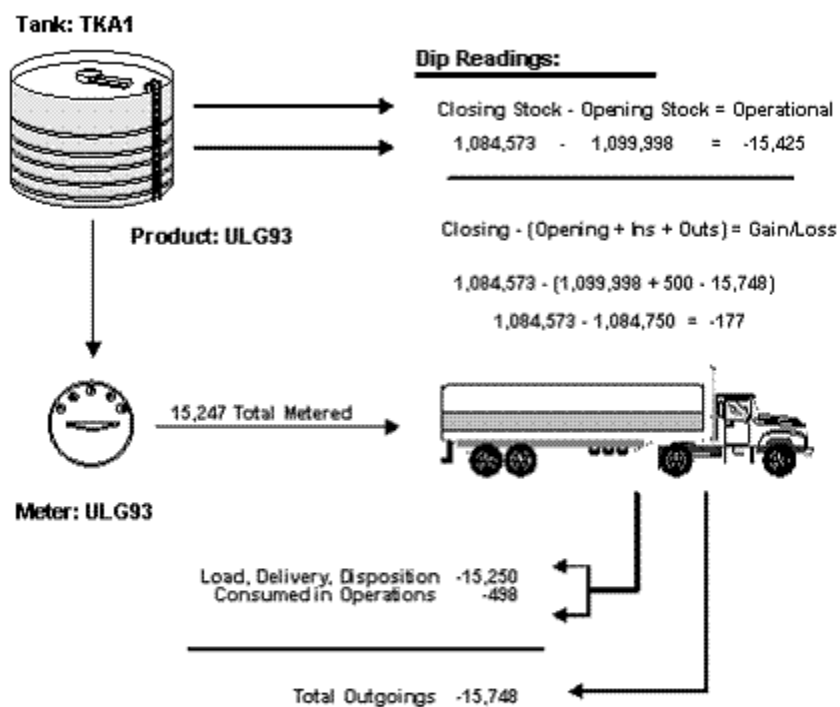 Tank: TKA1
Dip Readings:
Closing Stock - Opening Stock = Operational
1,084,573 - 1,099,998 = -15,425
Product: ULG93
Closing - (Opening + Ins + Outs) = Gain/Loss
1,084,573 - (1,099,998 + 500 - 15,748)
1,084,573 - 1,084,750 = -177
15,247 Total Metered
Meter: ULG93
Load, Delivery, Disposition -15,250
Consumed in Operations -498
Total Outgoings -15,748